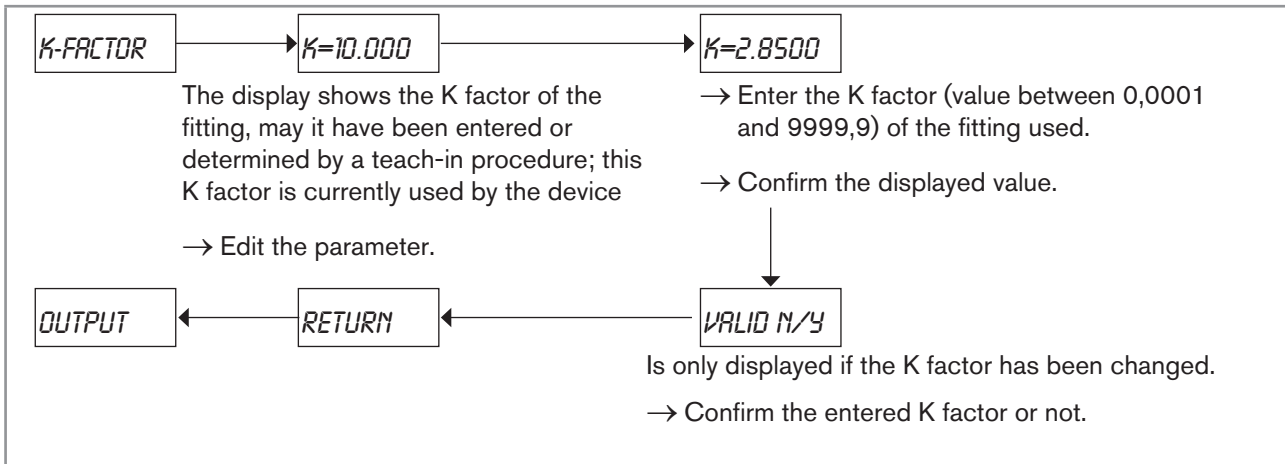 K-FACTOR
K=10.000
K=2.8500
The display shows the K factor of the
fitting, may it have been entered or
determined by a teach-in procedure; this
K factor is currently used by the device
→ Edit the parameter.
→ Enter the K factor (value between 0,0001
and 9999,9) of the fitting used.
→ Confirm the displayed value.
OUTPUT
RETURN
VALID N/Y
Is only displayed if the K factor has been changed.
→ Confirm the entered K factor or not.